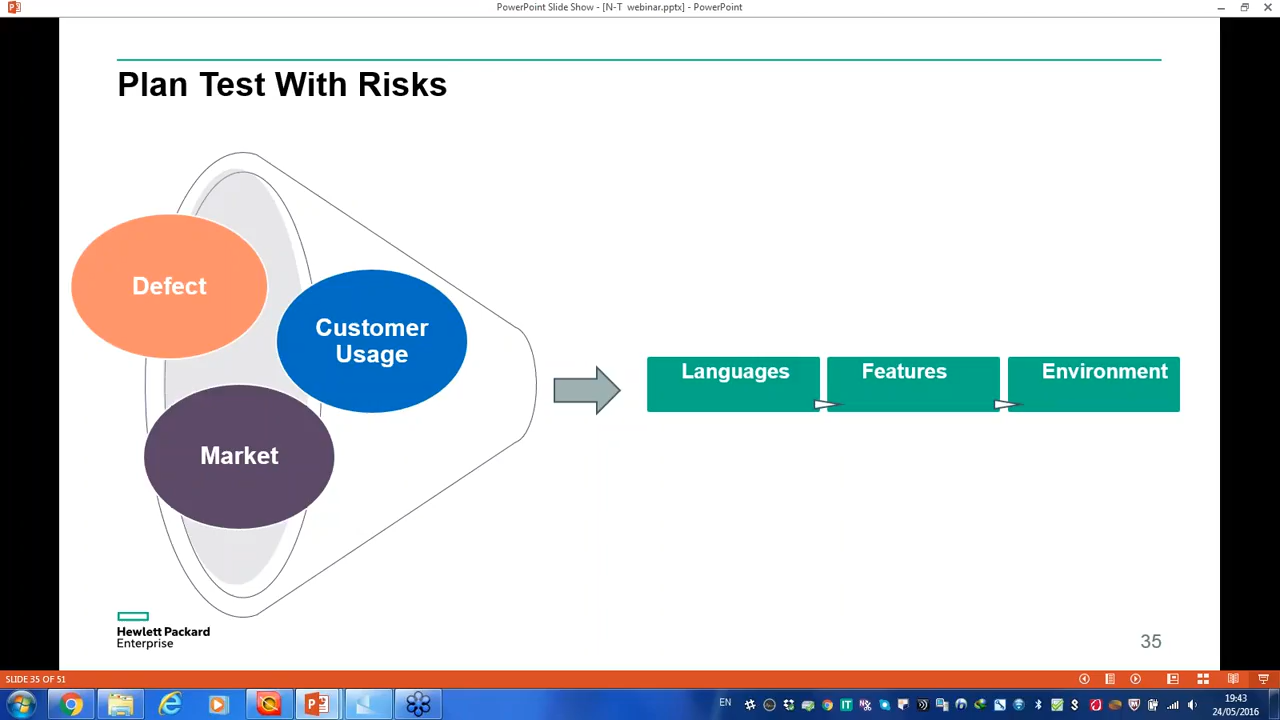 PowerPoint Slide Show - [N-T webinar.pptx] - PowerPoint
Plan Test With Risks
Defect
Customer
Usage
Market
Languages
Features
Environment
Hewlett Packard
Enterprise
35
SLIDE 35 OF 51
EN
19:43
24/05/2016